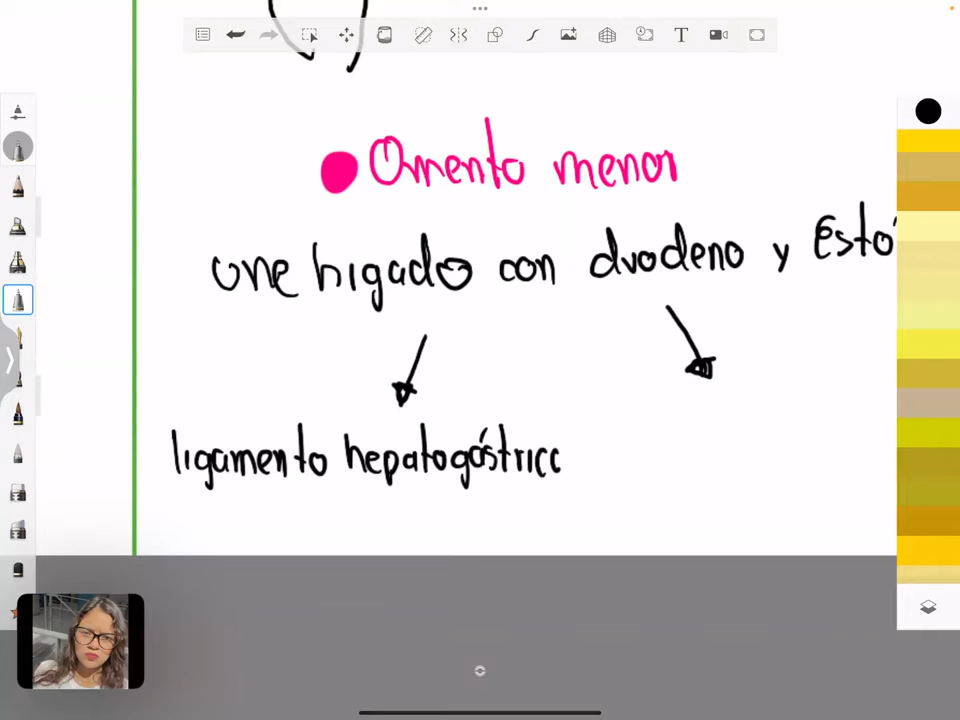 Omento menor
une higado con duodeno y Estó
ligamento hepatogástrico